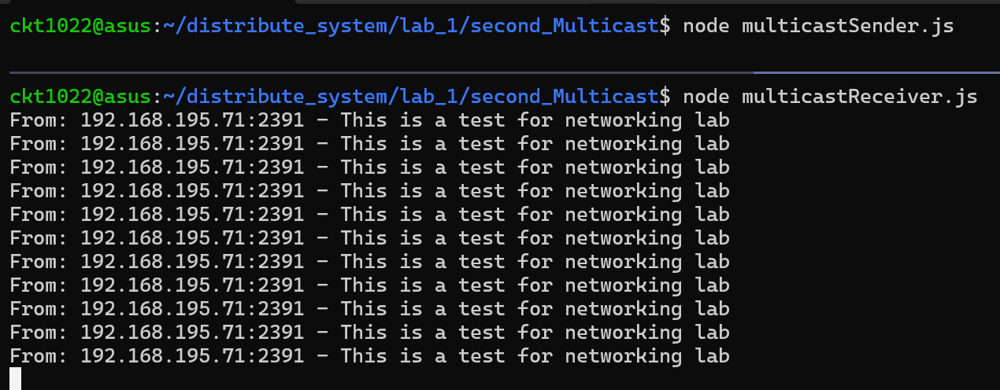 ckt1022@asus:~/distribute_system/lab_1/second_Multicast$ node multicastSender.js
ckt1022@asus:~/distribute_system/lab_1/second_Multicast$ node multicastReceiver.js
From: 192.168.195.71:2391 - This is a test for networking lab
From: 192.168.195.71:2391 - This is a test for networking lab
From: 192.168.195.71:2391 - This is a test for networking lab
From: 192.168.195.71:2391 - This is a test for networking lab
From: 192.168.195.71:2391 - This is a test for networking lab
From: 192.168.195.71:2391 - This is a test for networking lab
From: 192.168.195.71:2391 - This is a test for networking lab
From: 192.168.195.71:2391 - This is a test for networking lab
From: 192.168.195.71:2391 - This is a test for networking lab
From: 192.168.195.71:2391 - This is a test for networking lab
From: 192.168.195.71:2391 - This is a test for networking lab